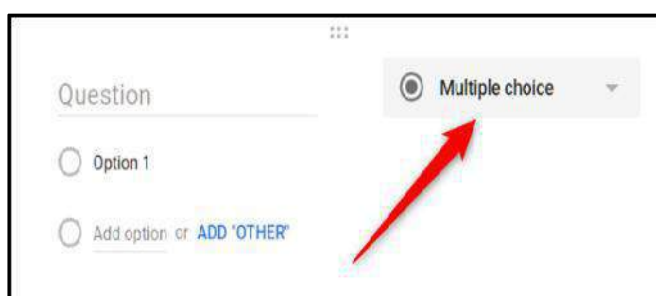 Question
Multiple choice
Option 1
Add option or ADD "OTHER"